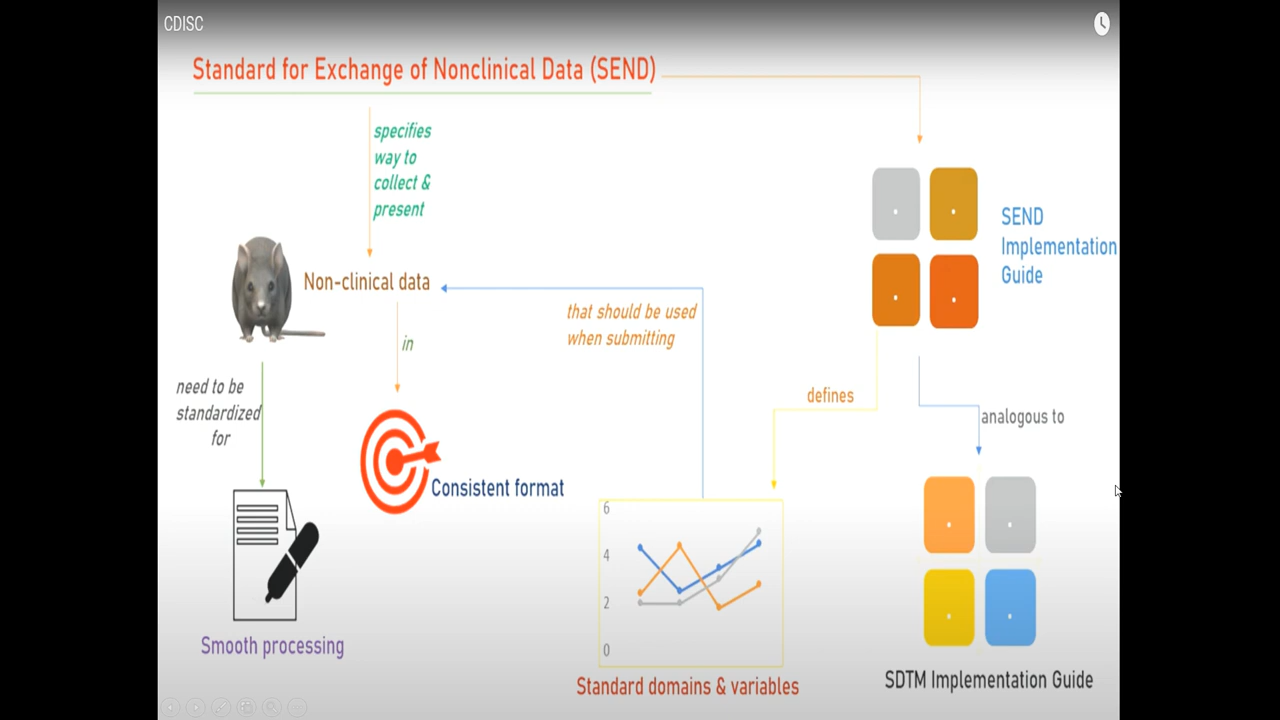 CDISC
Standard for Exchange of Nonclinical Data (SEND)
specifies
way to
collect &
present
SEND
Implementation
Guide
Non-clinical data
that should be used
when submitting
in
need to be
standardized
for
defines
analogous to
Consistent format
6
4
2
0
Smooth processing
Standard domains & variables
SDTM Implementation Guide